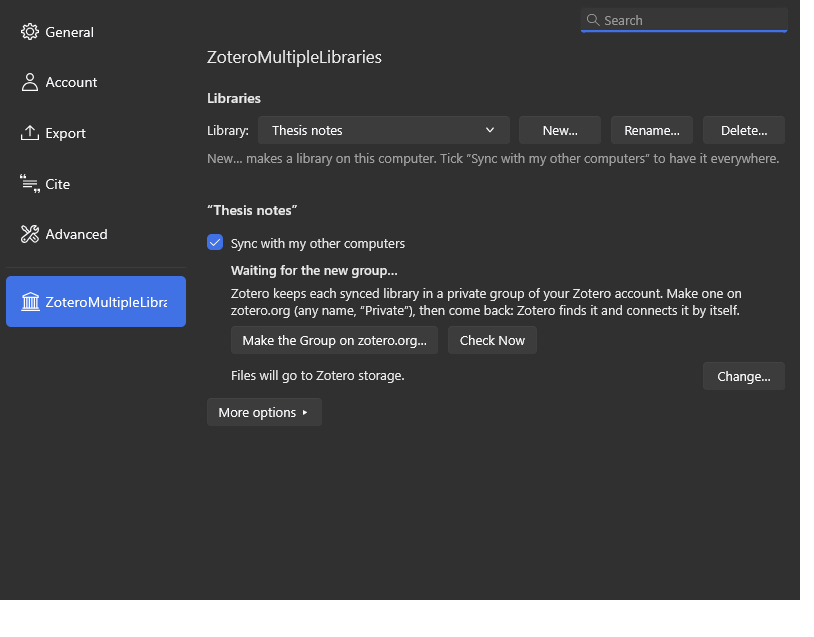 General
Search
ZoteroMultipleLibraries
Account
Libraries
Library: Thesis notes New... Rename... Delete...
Export
New... makes a library on this computer. Tick "Sync with my other computers" to have it everywhere.
Cite
“Thesis notes”
Advanced
Sync with my other computers
Waiting for the new group...
ZoteroMultipleLibra
Zotero keeps each synced library in a private group of your Zotero account. Make one on
zotero.org (any name, “Private”), then come back: Zotero finds it and connects it by itself.
Make the Group on zotero.org... Check Now
Files will go to Zotero storage. Change...
More options